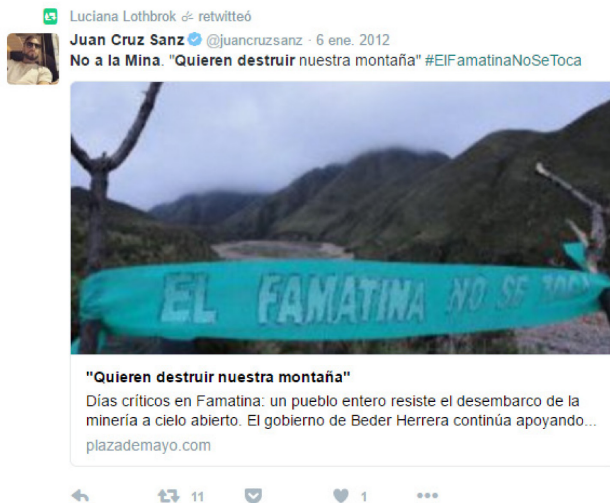 Luciana Lothbrok retwitteó
Juan Cruz Sanz @juancruzsanz · 6 ene. 2012
No a la Mina. "Quieren destruir nuestra montaña" #ElFamatinaNoSeToca
EL FAMATINA NO SE TOCA
"Quieren destruir nuestra montaña"
Días críticos en Famatina: un pueblo entero resiste el desembarco de la
minería a cielo abierto. El gobierno de Beder Herrera continúa apoyando...
plazademayo.com
11
1